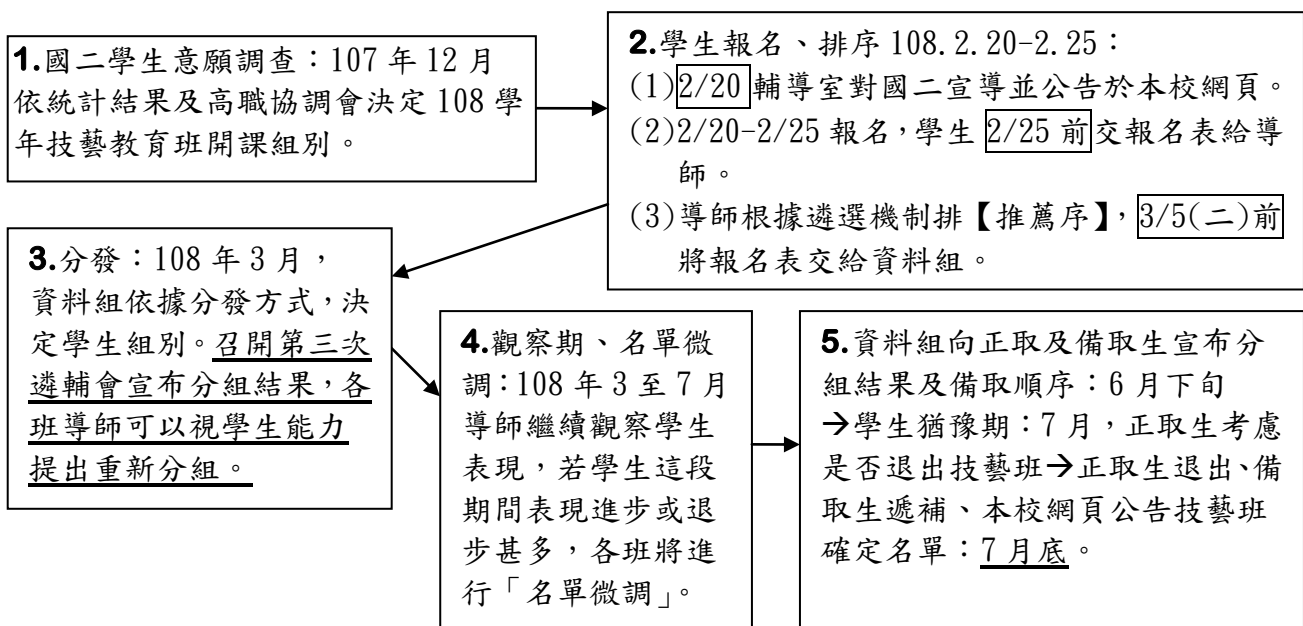 1.國二學生意願調查：107 年 12 月
依統計結果及高職協調會決定 108 學
年技藝教育班開課組別。
2.學生報名、排序 108.2.20-2.25：
(1)2/20 輔導室對國二宣導並公告於本校網頁。
(2)2/20-2/25 報名，學生 2/25 前交報名表給導
師。
(3)導師根據遴選機制排【推薦序】，3/5(二)前
將報名表交給資料組。
3.分發：108 年 3 月，
資料組依據分發方式，決
定學生組別。召開第三次
遴輔會宣布分組結果，各
班導師可以視學生能力
提出重新分組。
4.觀察期、名單微
調：108 年 3 至 7 月
導師繼續觀察學生
表現，若學生這段
期間表現進步或退
步甚多，各班將進
行「名單微調」。
5.資料組向正取及備取生宣布分
組結果及備取順序：6 月下旬
→學生猶豫期：7 月，正取生考慮
是否退出技藝班→正取生退出、備
取生遞補、本校網頁公告技藝班
確定名單：7 月底。